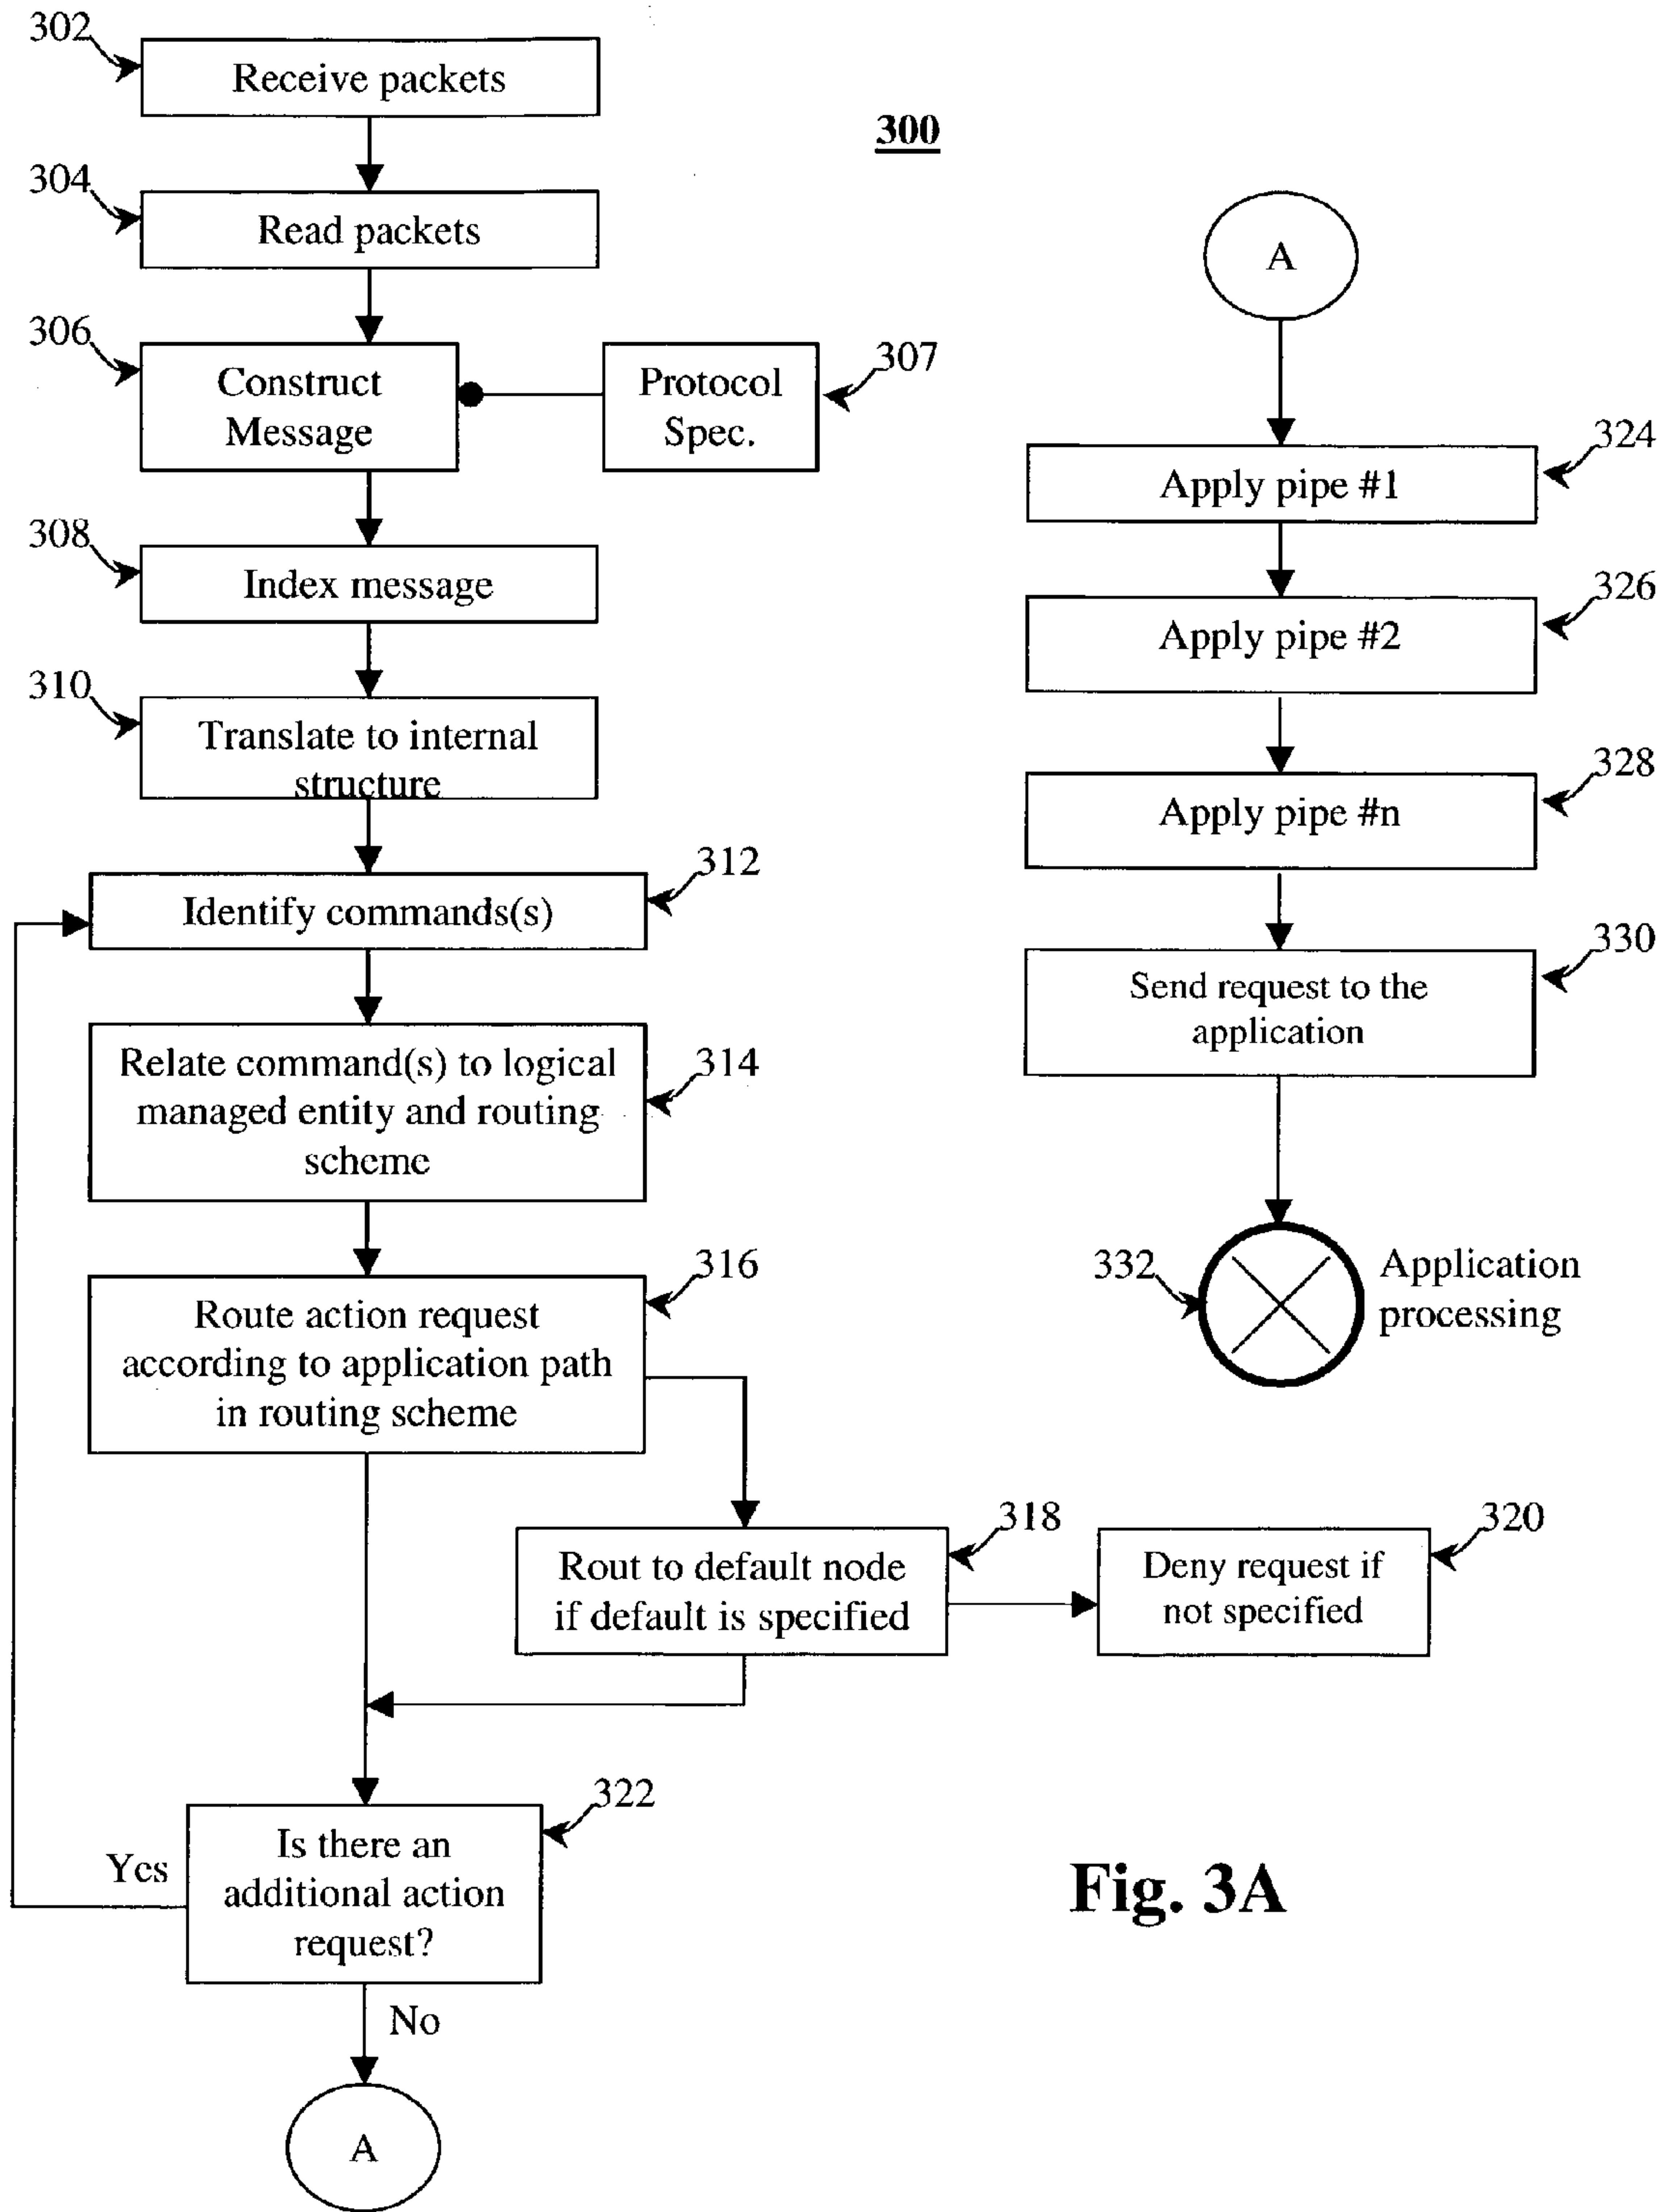 302
Receive packets
300
304
Read packets
306
Construct
Message
Protocol
Spec.
307
308
Index message
310
Translate to internal
structure
312
Identify commands(s)
Relate command(s) to logical
managed entity and routing
scheme
314
316
Route action request
according to application path
in routing scheme
318
Rout to default node
if default is specified
320
Deny request if
not specified
322
Is there an
additional action
request?
Yes
No
A
A
324
Apply pipe #1
326
Apply pipe #2
328
Apply pipe #n
330
Send request to the
application
332
Application
processing
Fig. 3A